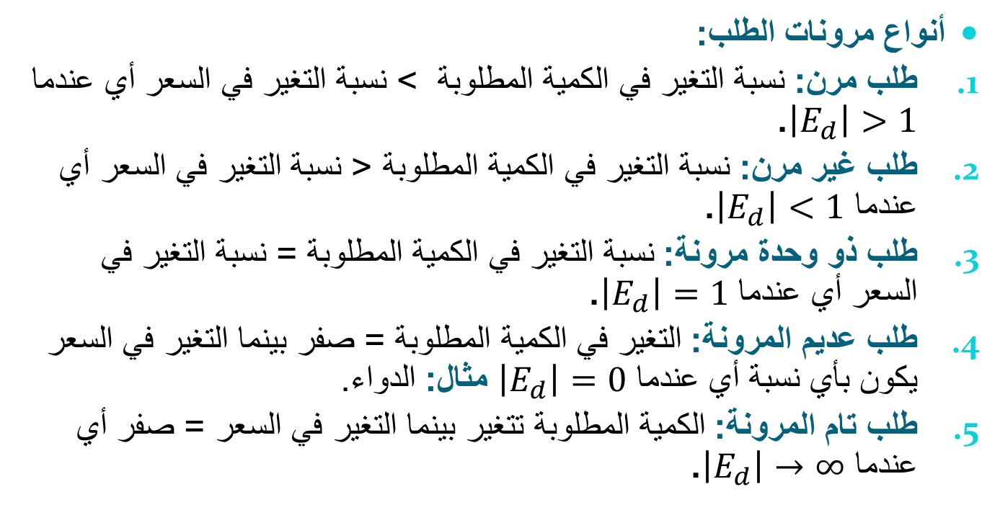 • أنواع مرونات الطلب:
1. طلب مرن: نسبة التغير في الكمية المطلوبة > نسبة التغير في السعر أي عندما
|E_d| > 1.
2. طلب غير مرن: نسبة التغير في الكمية المطلوبة < نسبة التغير في السعر أي
عندما |E_d| < 1.
3. طلب ذو وحدة مرونة: نسبة التغير في الكمية المطلوبة = نسبة التغير في
السعر أي عندما |E_d| = 1.
4. طلب عديم المرونة: التغير في الكمية المطلوبة = صفر بينما التغير في السعر
يكون بأي نسبة أي عندما |E_d| = 0 مثال: الدواء.
5. طلب تام المرونة: الكمية المطلوبة تتغير بينما التغير في السعر = صفر أي
عندما |E_d| → ∞.